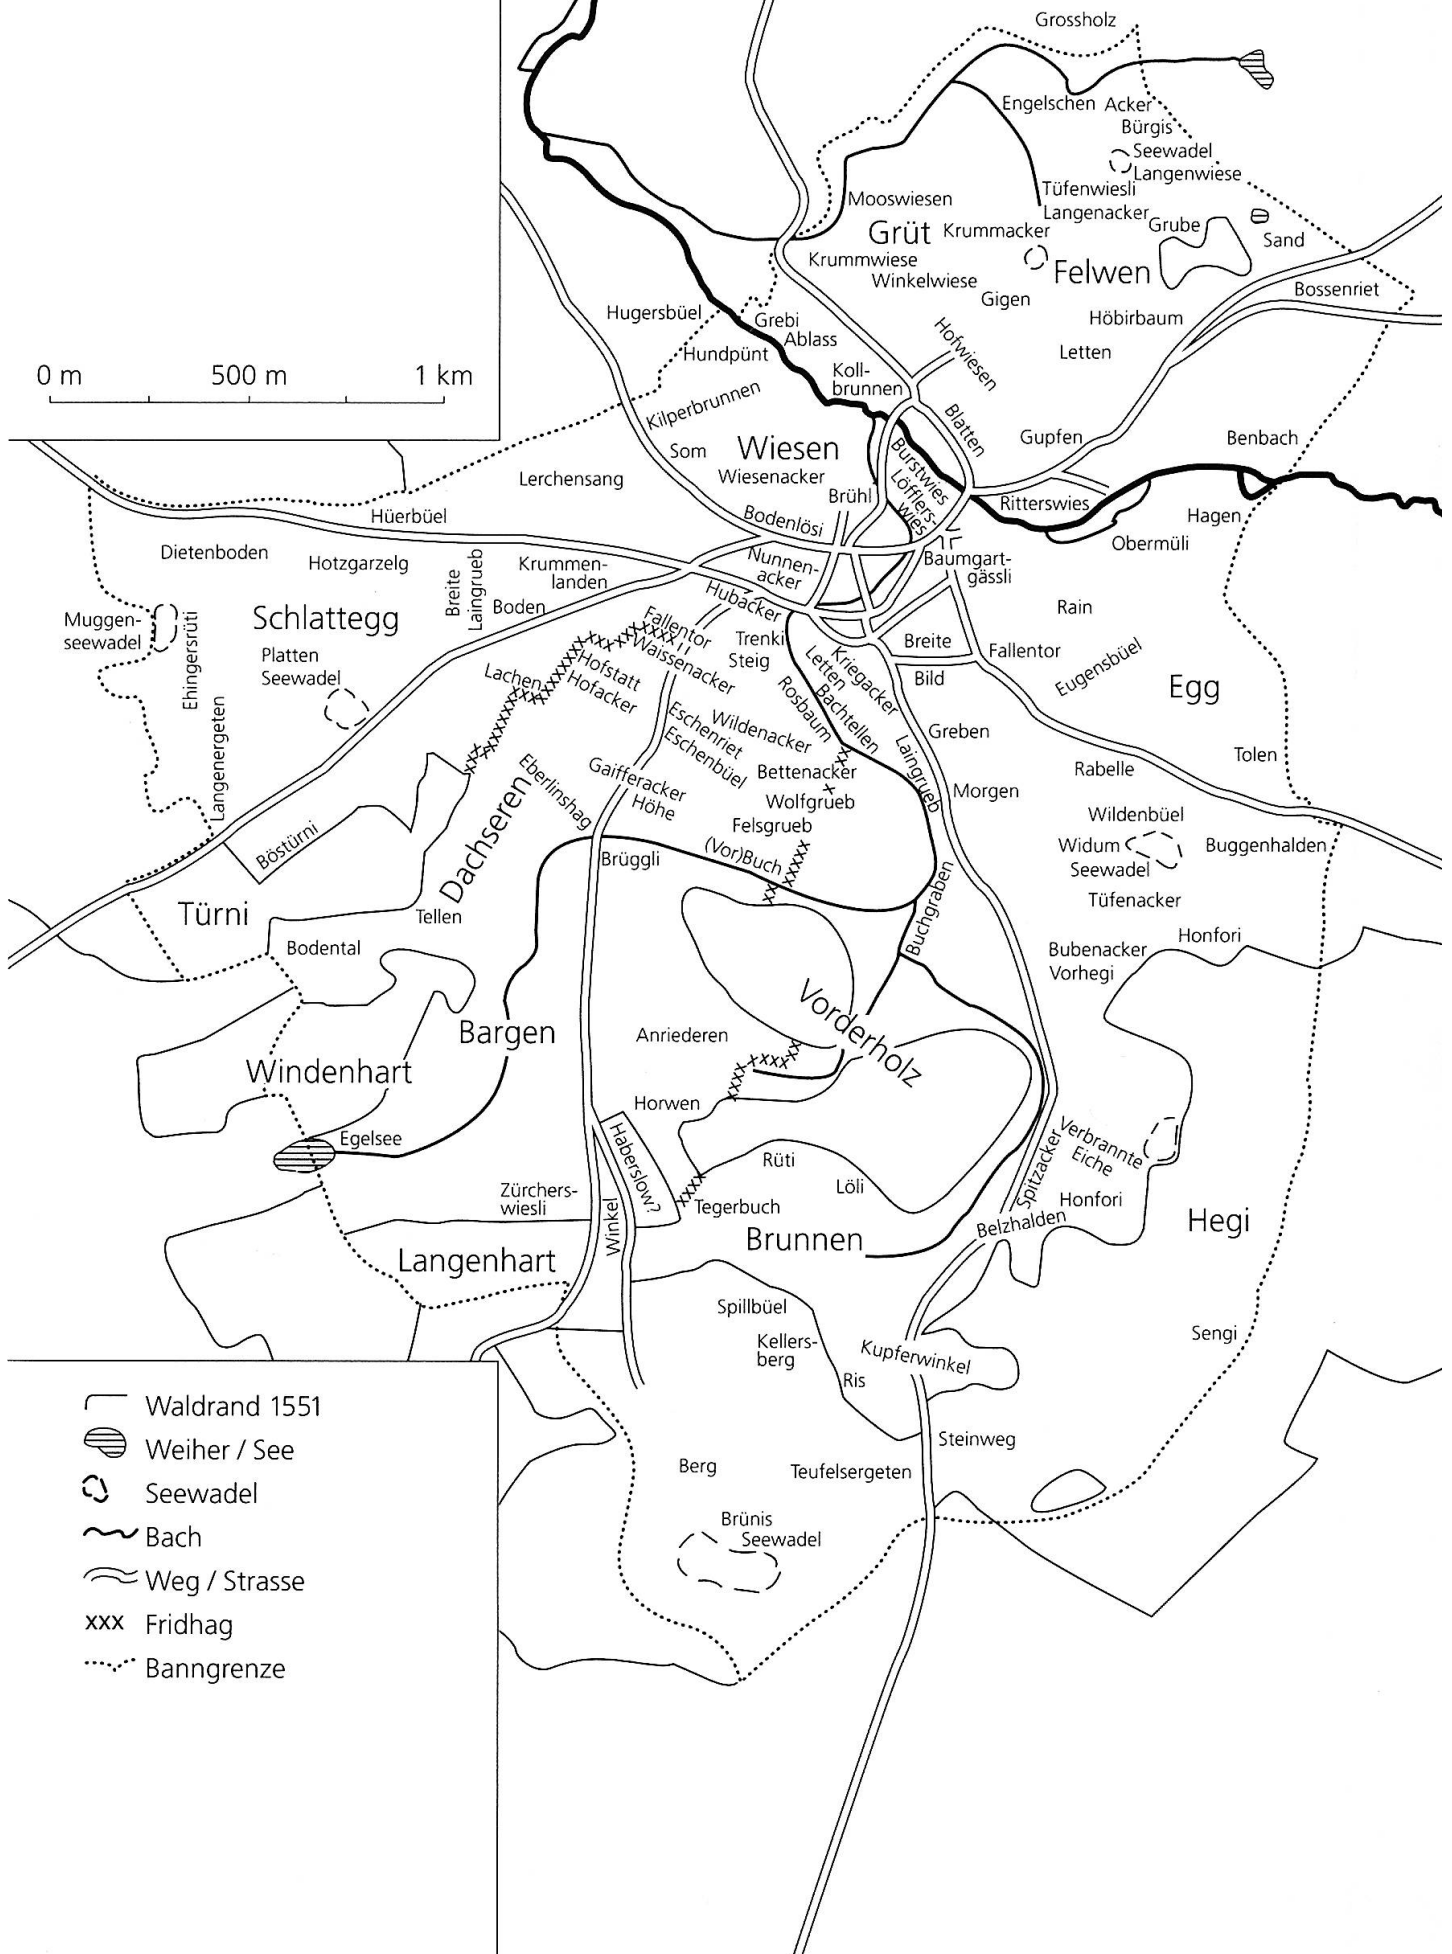 Grossholz
Engelschen
Acker
Bürgis
Seewadel
Langenwiese
Tüfenwiesli
Langenacker
Mooswiesen
Grüt
Krummacker
Grube
Sand
Krummwiese
Winkelwiese
Felwen
Gigen
Bossenriet
Hugersbüel
Grebi
Ablass
Höbirbaum
Hundpünt
Hofwiesen
Letten
0 m
500 m
1 km
Koll-
brunnen
Kilperbrunnen
Blatten
Gupfen
Benbach
Som
Wiesen
Wiesenacker
Burstwies
Lerchensang
Brühl
Löfflers-
wies
Ritterswies
Hüerbüel
Bodenlösi
Hagen
Obermüli
Dietenboden
Hotzgarzelg
Breite
Laingrueb
Krummen-
landen
Nunnen-
acker
Baumgart-
gässli
Boden
Hubacker
Rain
Muggen-
seewadel
Ehingersrüti
Schlattegg
Fallentor
Trenki
Steig
Breite
Fallentor
Platten
Seewadel
Waissenacker
Hofstatt
Hofacker
Lachen
Letten
Kriegacker
Bild
Eugensbüel
Egg
Rosbaum
Bachtellen
Langenergeten
Eschenriet
Eschenbüel
Wildenacker
Greben
Laingrueb
Tolen
Rabelle
Eberlinshag
Gaifferacker
Höhe
Bettenacker
Wolfgrueb
Morgen
Dachseren
Felsgrueb
Wildenbüel
Böstürni
Brüggli
(Vor)Buch
Widum
Seewadel
Buggenhalden
Türni
Tellen
Buchgraben
Tüfenacker
Bodental
Bubenacker
Vorhegi
Honfori
Bargen
Anriederen
Vorderholz
Windenhart
Horwen
Egelsee
Haberslow?
Rüti
Spitzacker
Verbrannte
Eiche
Zürchers-
wiesli
Löli
Honfori
Winkel
Tegerbuch
Belzhalden
Brunnen
Hegi
Langenhart
Spillbüel
Kellers-
berg
Kupferwinkel
Sengi
Ris
Waldrand 1551
Weiher / See
Seewadel
Bach
Weg / Strasse
xxx Fridhag
Banngrenze
Steinweg
Berg
Teufelsergeten
Brünis
Seewadel